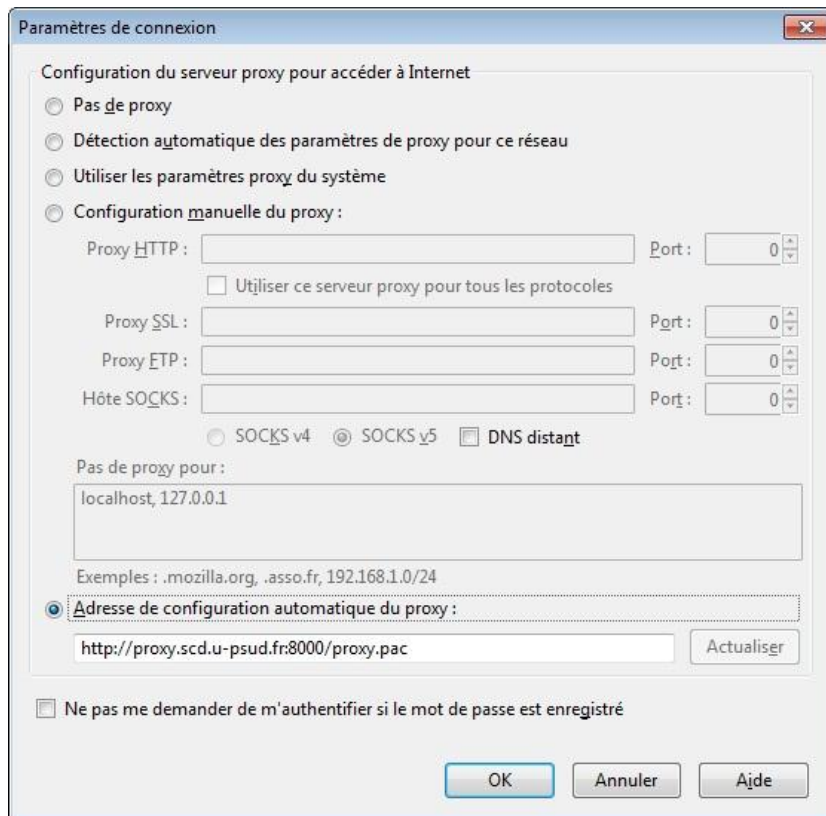 Paramètres de connexion
Configuration du serveur proxy pour accéder à Internet
Pas de proxy
Détection automatique des paramètres de proxy pour ce réseau
Utiliser les paramètres proxy du système
Configuration manuelle du proxy :
Proxy HTTP : Port : 0
Utiliser ce serveur proxy pour tous les protocoles
Proxy SSL : Port : 0
Proxy FTP : Port : 0
Hôte SOCKS : Port : 0
SOCKS v4 SOCKS v5 DNS distant
Pas de proxy pour :
localhost, 127.0.0.1
Exemples : .mozilla.org, .asso.fr, 192.168.1.0/24
Adresse de configuration automatique du proxy :
http://proxy.scd.u-psud.fr:8000/proxy.pac Actualiser
Ne pas me demander de m'authentifier si le mot de passe est enregistré
OK Annuler Aide